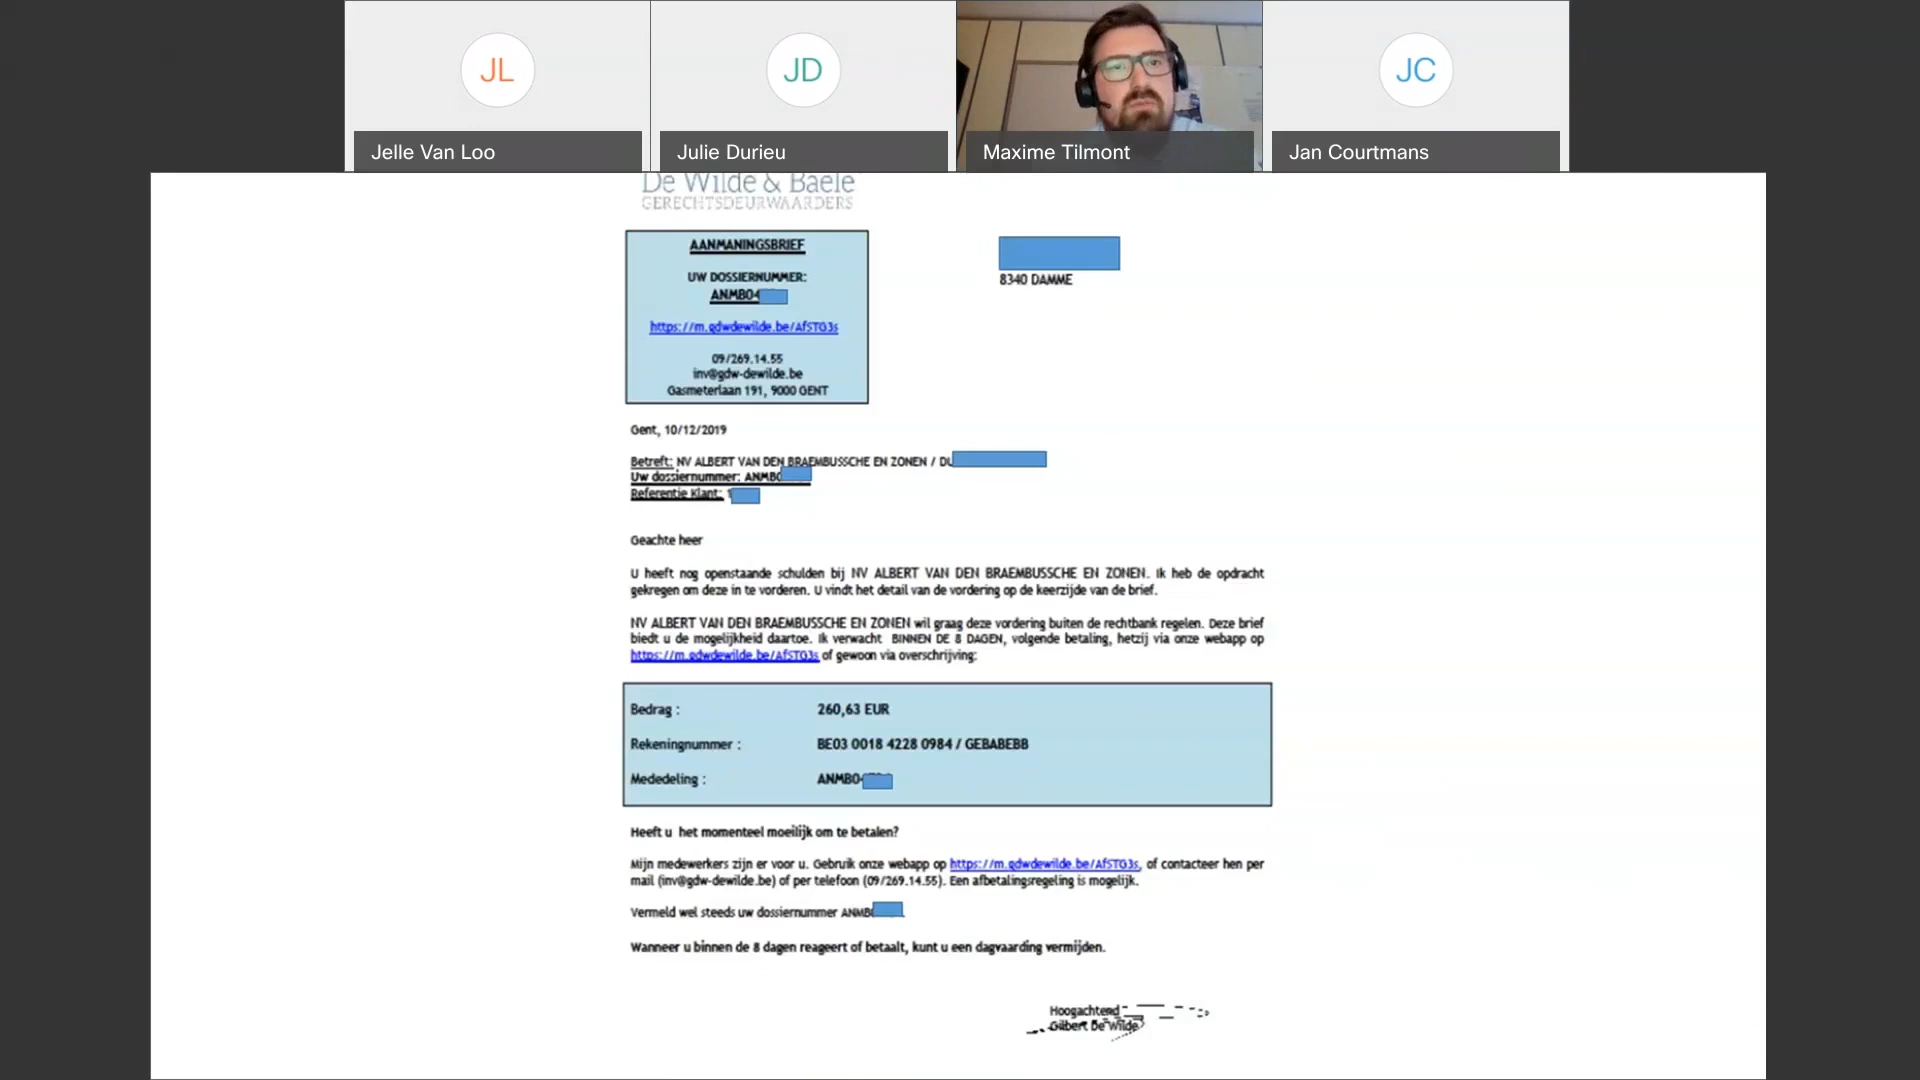 JL
JD
JC
Jelle Van Loo
Julie Durieu
Maxime Tilmont
Jan Courtmans
De Wilde & Baele
GERECHTSDEURWAARDERS
AANMANINGSBRIEF
UW DOSSIERNUMMER:
ANMB04
https://m.gdwdewilde.be/AfSTG3s
09/269.14.55
inv@gdw-dewilde.be
Gasmeterlaan 191, 9000 GENT
8340 DAMME
Gent, 10/12/2019
Betreft: NV ALBERT VAN DEN BRAEMBUSSCHE EN ZONEN / DU
Uw dossiernummer: ANMB0
Referentie Klant: 1
Geachte heer
U heeft nog openstaande schulden bij NV ALBERT VAN DEN BRAEMBUSSCHE EN ZONEN. Ik heb de opdracht
gekregen om deze in te vorderen. U vindt het detail van de vordering op de keerzijde van de brief.
NV ALBERT VAN DEN BRAEMBUSSCHE EN ZONEN wil graag deze vordering buiten de rechtbank regelen. Deze brief
biedt u de mogelijkheid daartoe. Ik verwacht BINNEN DE 8 DAGEN, volgende betaling, hetzij via onze webapp op
https://m.gdwdewilde.be/AfSTG3s of gewoon via overschrijving:
Bedrag : 260,63 EUR
Rekeningnummer : BE03 0018 4228 0984 / GEBABEBB
Mededeling : ANMB0
Heeft u het momenteel moeilijk om te betalen?
Mijn medewerkers zijn er voor u. Gebruik onze webapp op https://m.gdwdewilde.be/AfSTG3s, of contacteer hen per
mail (inv@gdw-dewilde.be) of per telefoon (09/269.14.55). Een afbetalingsregeling is mogelijk.
Vermeld wel steeds uw dossiernummer ANMB0
Wanneer u binnen de 8 dagen reageert of betaalt, kunt u een dagvaarding vermijden.
Hoogachtend
Gilbert De Wilde